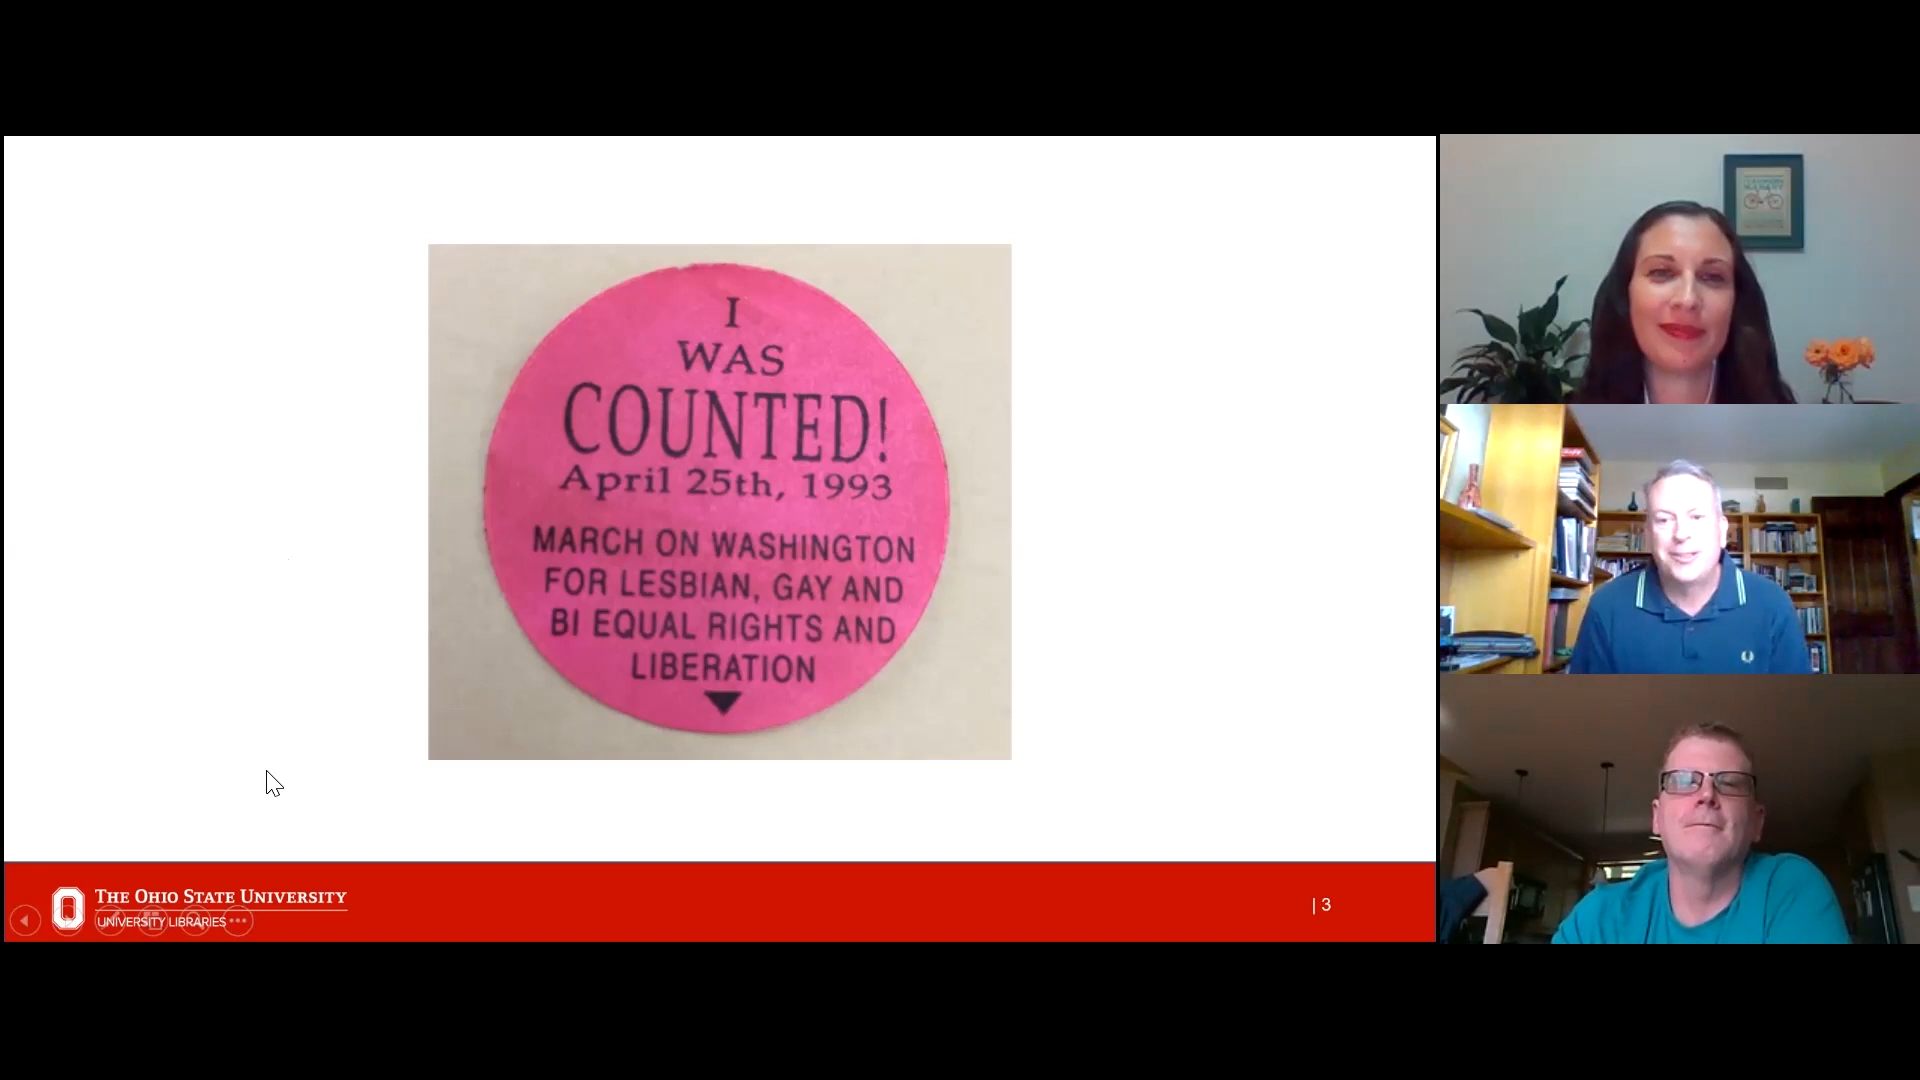 I
WAS
COUNTED!
April 25th, 1993
MARCH ON WASHINGTON
FOR LESBIAN, GAY AND
BI EQUAL RIGHTS AND
LIBERATION
THE OHIO STATE UNIVERSITY
UNIVERSITY LIBRARIES
| 3